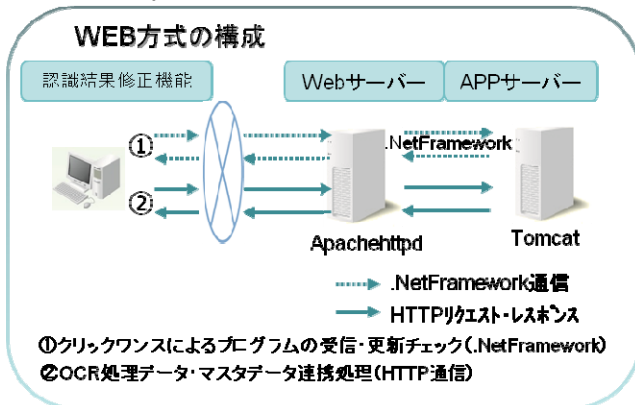 WEB方式の構成
認識結果修正機能
Webサーバー
APPサーバー
①
.NetFramework
②
Apachehttpd
Tomcat
.NetFramework通信
HTTPリクエスト・レスポンス
①クリックワンスによるプログラムの受信・更新チェック(.NetFramework)
②OCR処理データ・マスタデータ連携処理(HTTP通信)